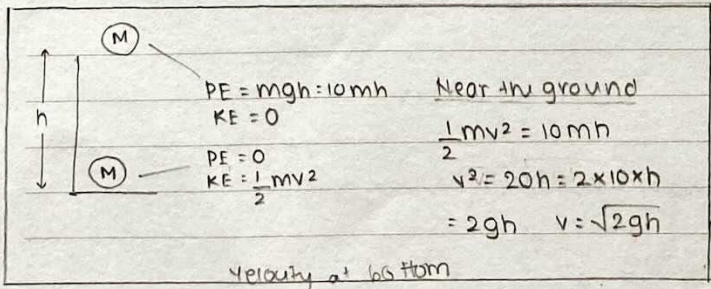 M
h
PE = mgh = 10mh
KE = 0
M
PE = 0
KE = 1/2 mv²
Near the ground
1/2 mv² = 10mh
v² = 20h = 2×10×h
= 2gh v = √2gh
Velocity at bottom